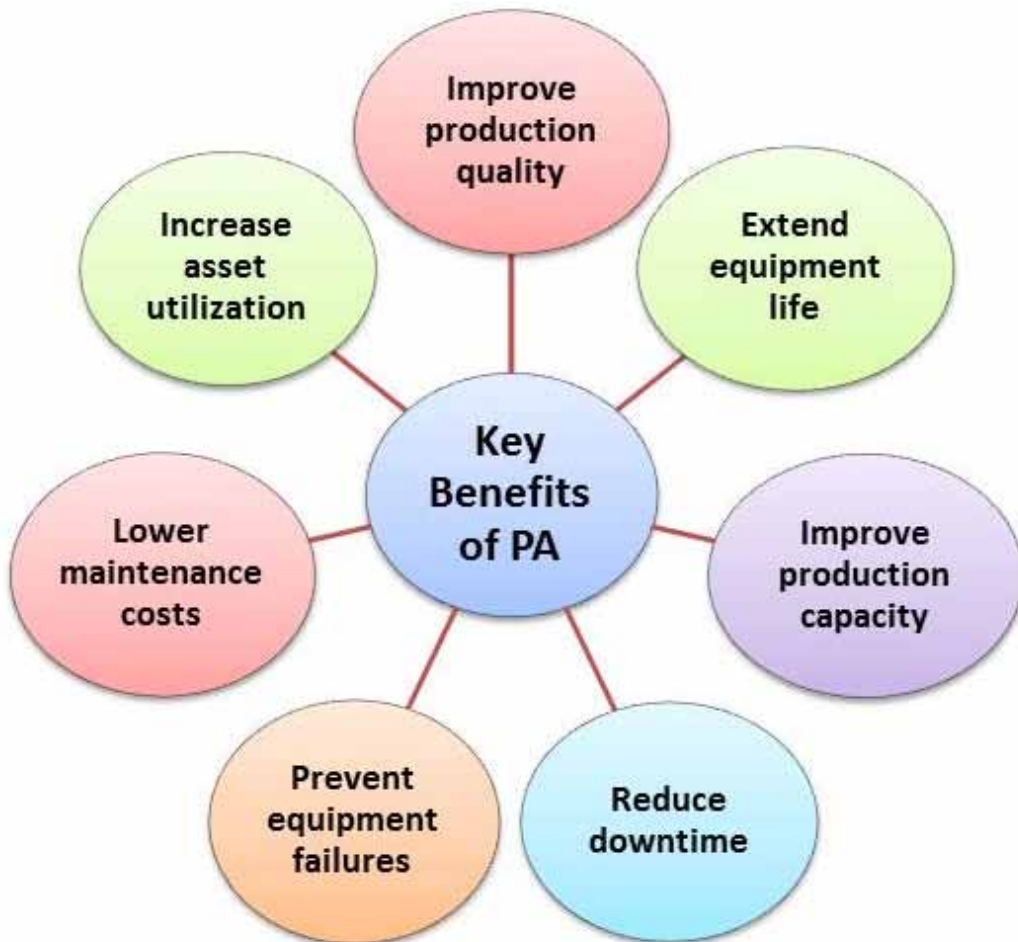 Improve
production
quality
Extend
equipment
life
Improve
production
capacity
Reduce
downtime
Prevent
equipment
failures
Lower
maintenance
costs
Increase
asset
utilization
Key
Benefits
of PA